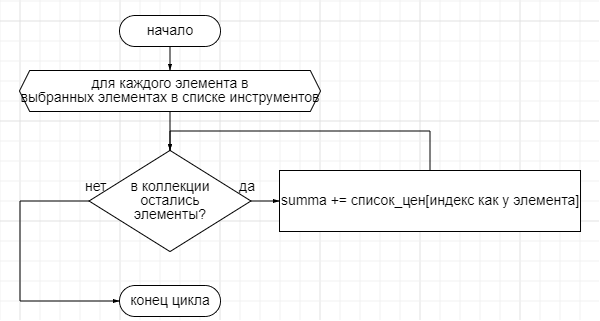 начало
для каждого элемента в
выбранных элементах в списке инструментов
нет
в коллекции
остались
элементы?
да
summa += список_цен[индекс как у элемента]
конец цикла